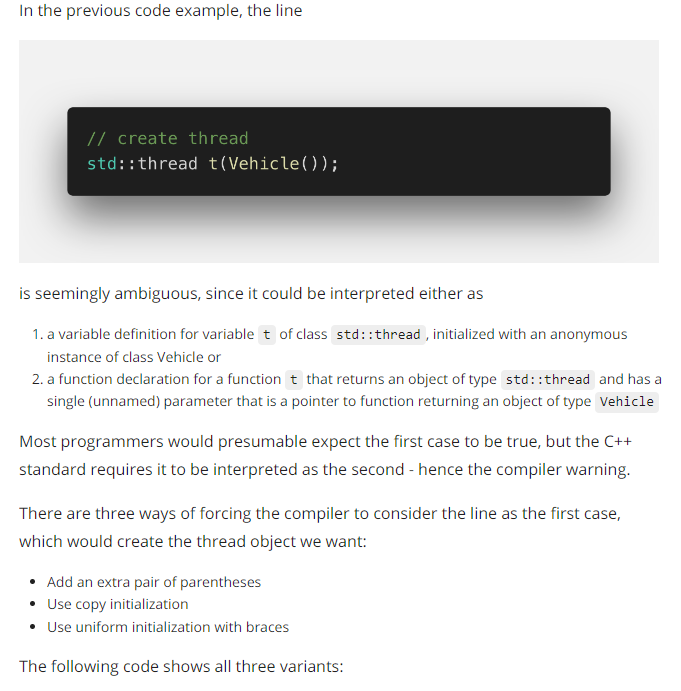 In the previous code example, the line
// create thread
std::thread t(Vehicle());
is seemingly ambiguous, since it could be interpreted either as
1. a variable definition for variable t of class std::thread , initialized with an anonymous
instance of class Vehicle or
2. a function declaration for a function t that returns an object of type std::thread and has a
single (unnamed) parameter that is a pointer to function returning an object of type Vehicle
Most programmers would presumable expect the first case to be true, but the C++
standard requires it to be interpreted as the second - hence the compiler warning.
There are three ways of forcing the compiler to consider the line as the first case,
which would create the thread object we want:
• Add an extra pair of parentheses
• Use copy initialization
• Use uniform initialization with braces
The following code shows all three variants: